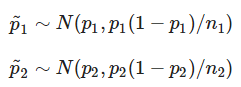 p̃₁ ∼ N(p₁, p₁(1 − p₁)/n₁)
p̃₂ ∼ N(p₂, p₂(1 − p₂)/n₂)